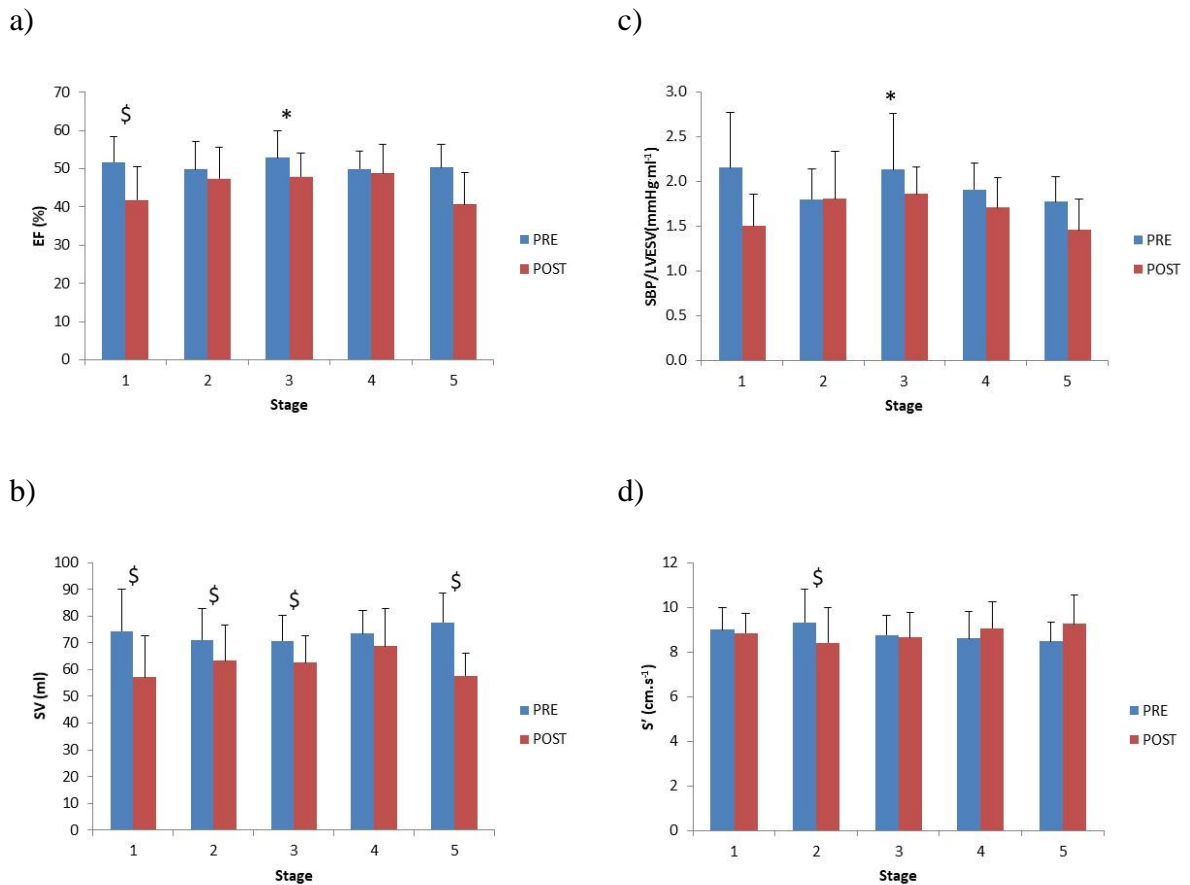 a)
70
60
50
40
30
20
10
0
EF (%)
$
*
1 2 3 4 5
Stage
PRE
POST
c)
3.0
2.5
2.0
1.5
1.0
0.5
0.0
SBP/LVESV(mmHg·ml⁻¹)
*
1 2 3 4 5
Stage
PRE
POST
b)
100
90
80
70
60
50
40
30
20
10
0
SV (ml)
$ $ $ $
1 2 3 4 5
Stage
PRE
POST
d)
12
10
8
6
4
2
0
S' (cm.s⁻¹)
$
1 2 3 4 5
Stage
PRE
POST